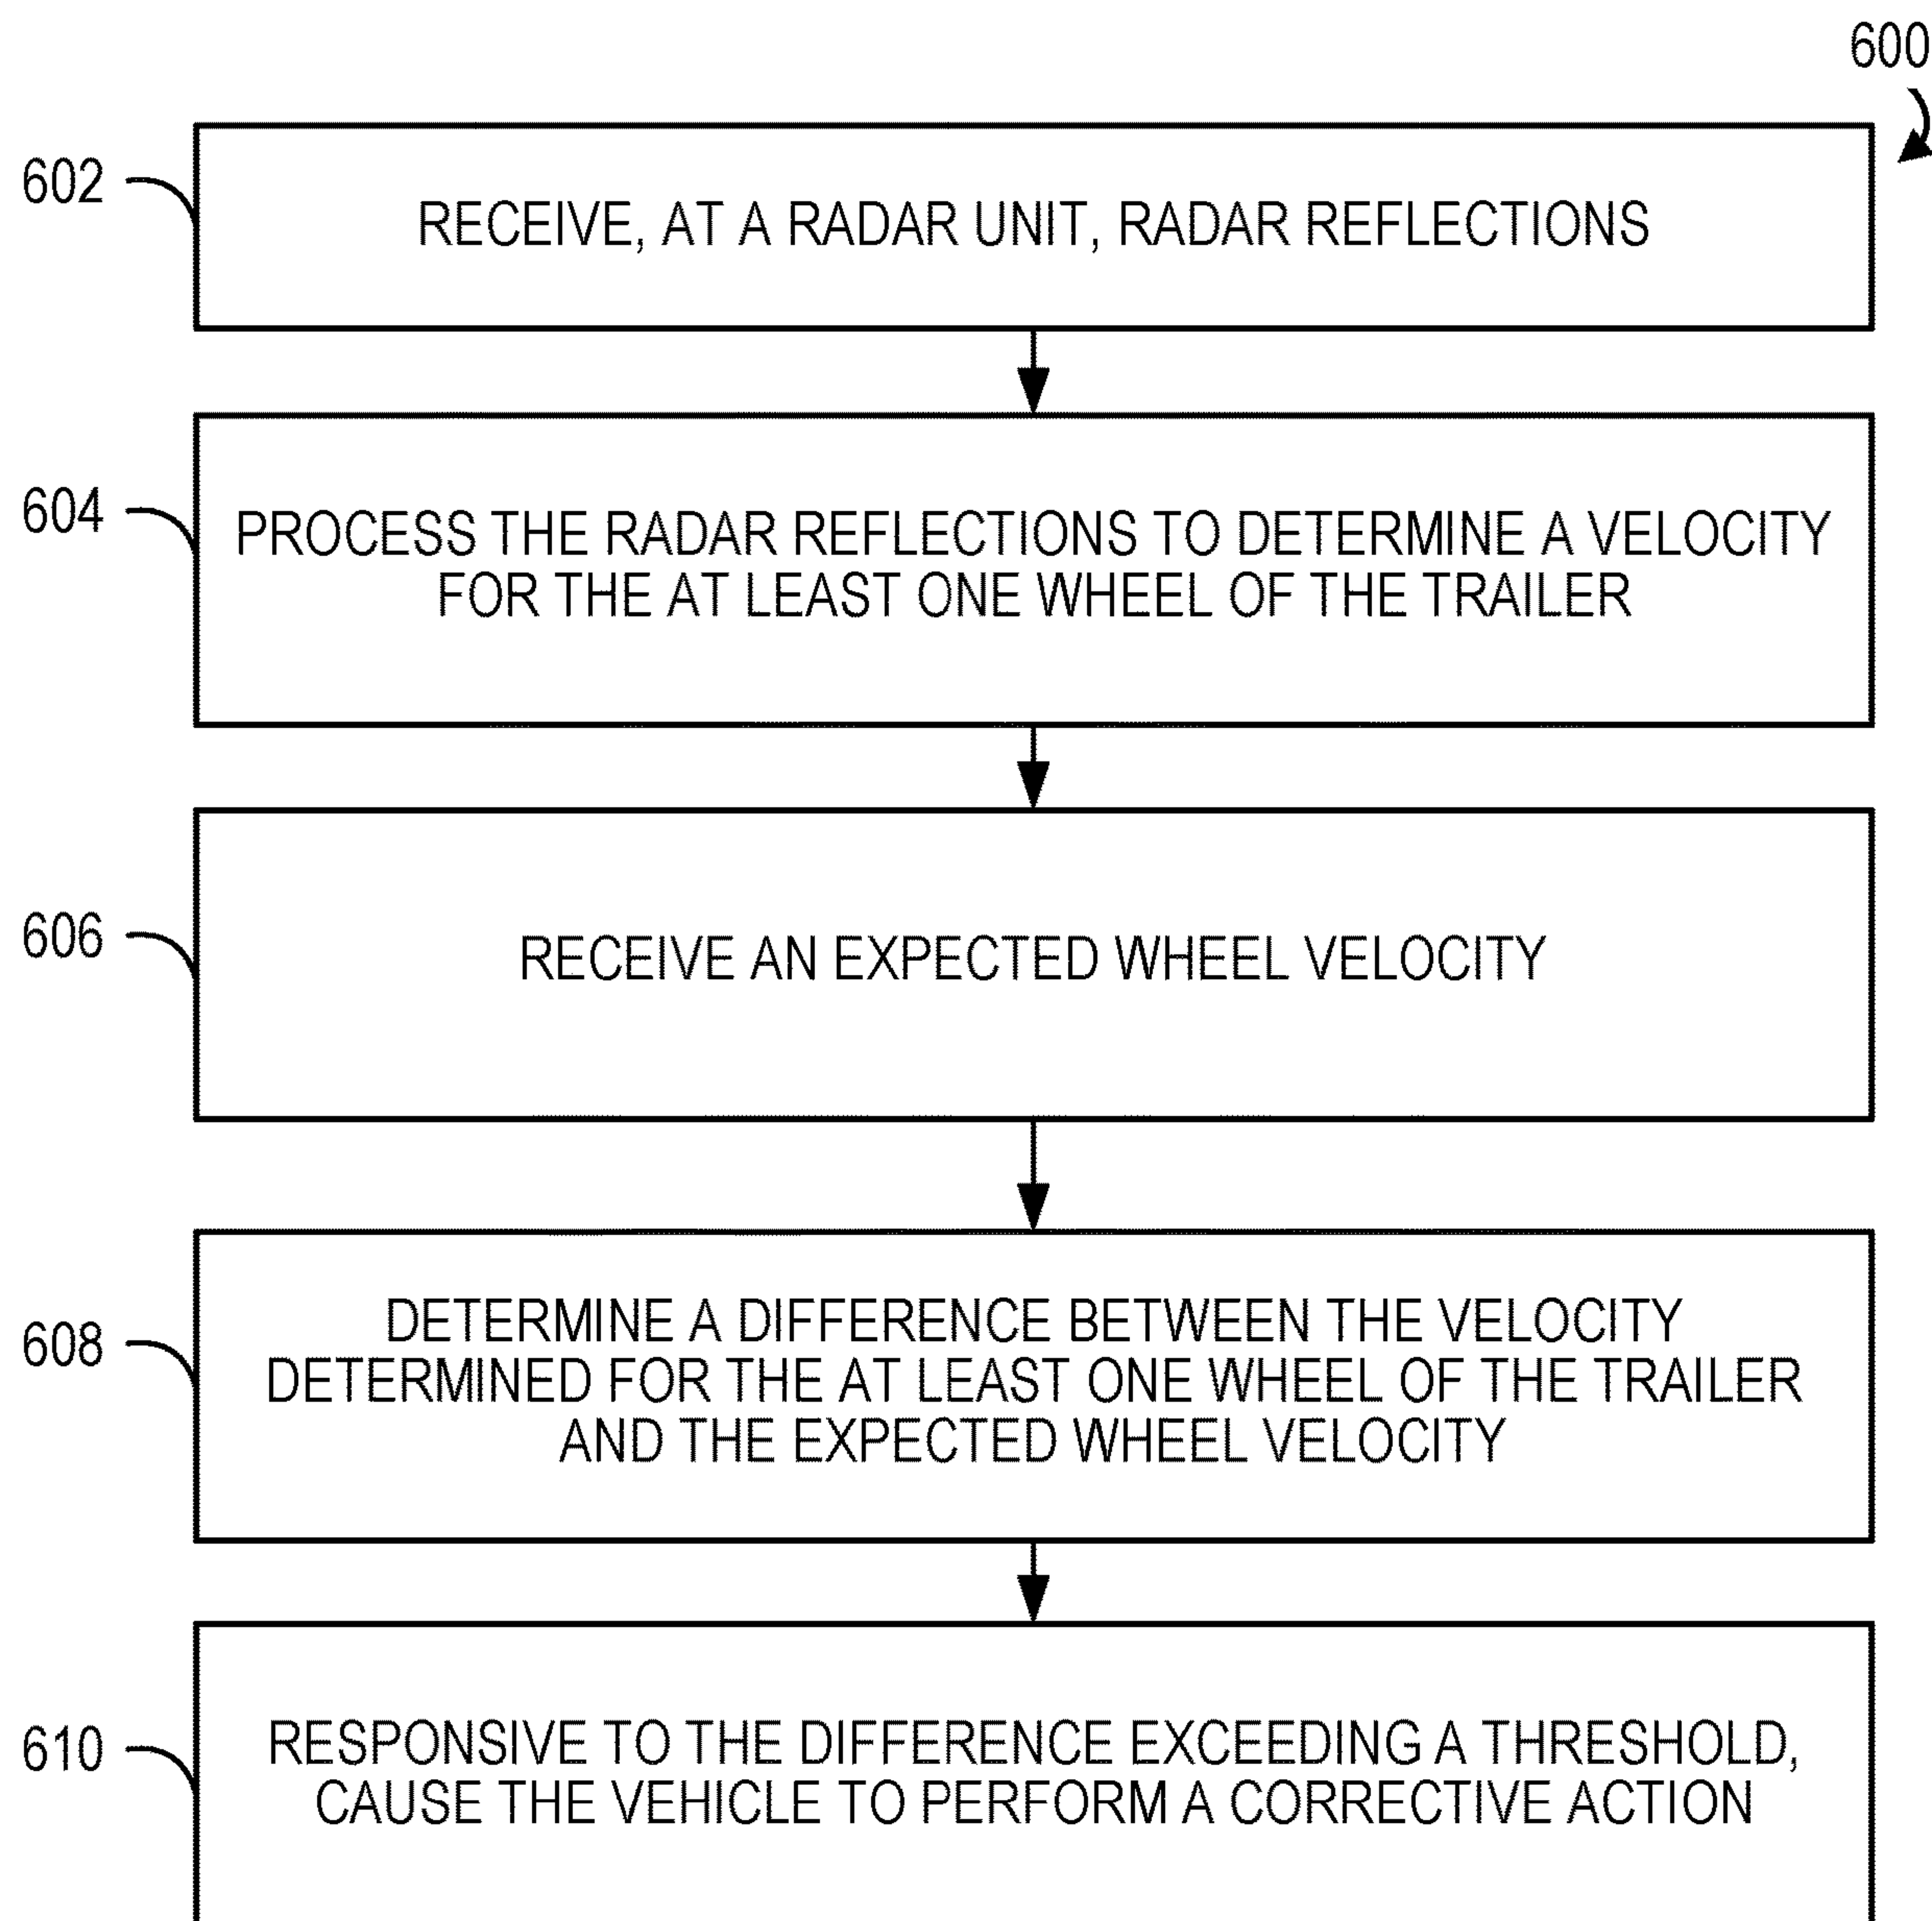 600
602
RECEIVE, AT A RADAR UNIT, RADAR REFLECTIONS
604
PROCESS THE RADAR REFLECTIONS TO DETERMINE A VELOCITY
FOR THE AT LEAST ONE WHEEL OF THE TRAILER
606
RECEIVE AN EXPECTED WHEEL VELOCITY
608
DETERMINE A DIFFERENCE BETWEEN THE VELOCITY
DETERMINED FOR THE AT LEAST ONE WHEEL OF THE TRAILER
AND THE EXPECTED WHEEL VELOCITY
610
RESPONSIVE TO THE DIFFERENCE EXCEEDING A THRESHOLD,
CAUSE THE VEHICLE TO PERFORM A CORRECTIVE ACTION